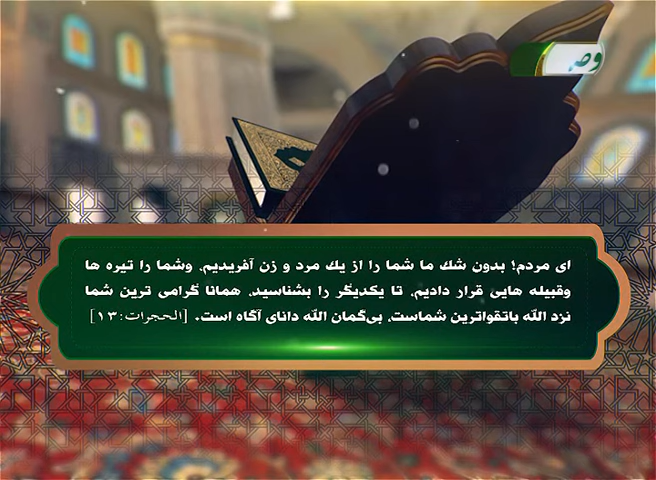 ای مردم! بدون شك ما شما را از یك مرد و زن آفریدیم، وشما را تیره ها
وقبیله هایی قرار دادیم، تا یکدیگر را بشناسید، همانا گرامی ترین شما
نزد الله باتقواترین شماست، بی‌گمان الله دانای آگاه است. [الحجرات:۱۳]